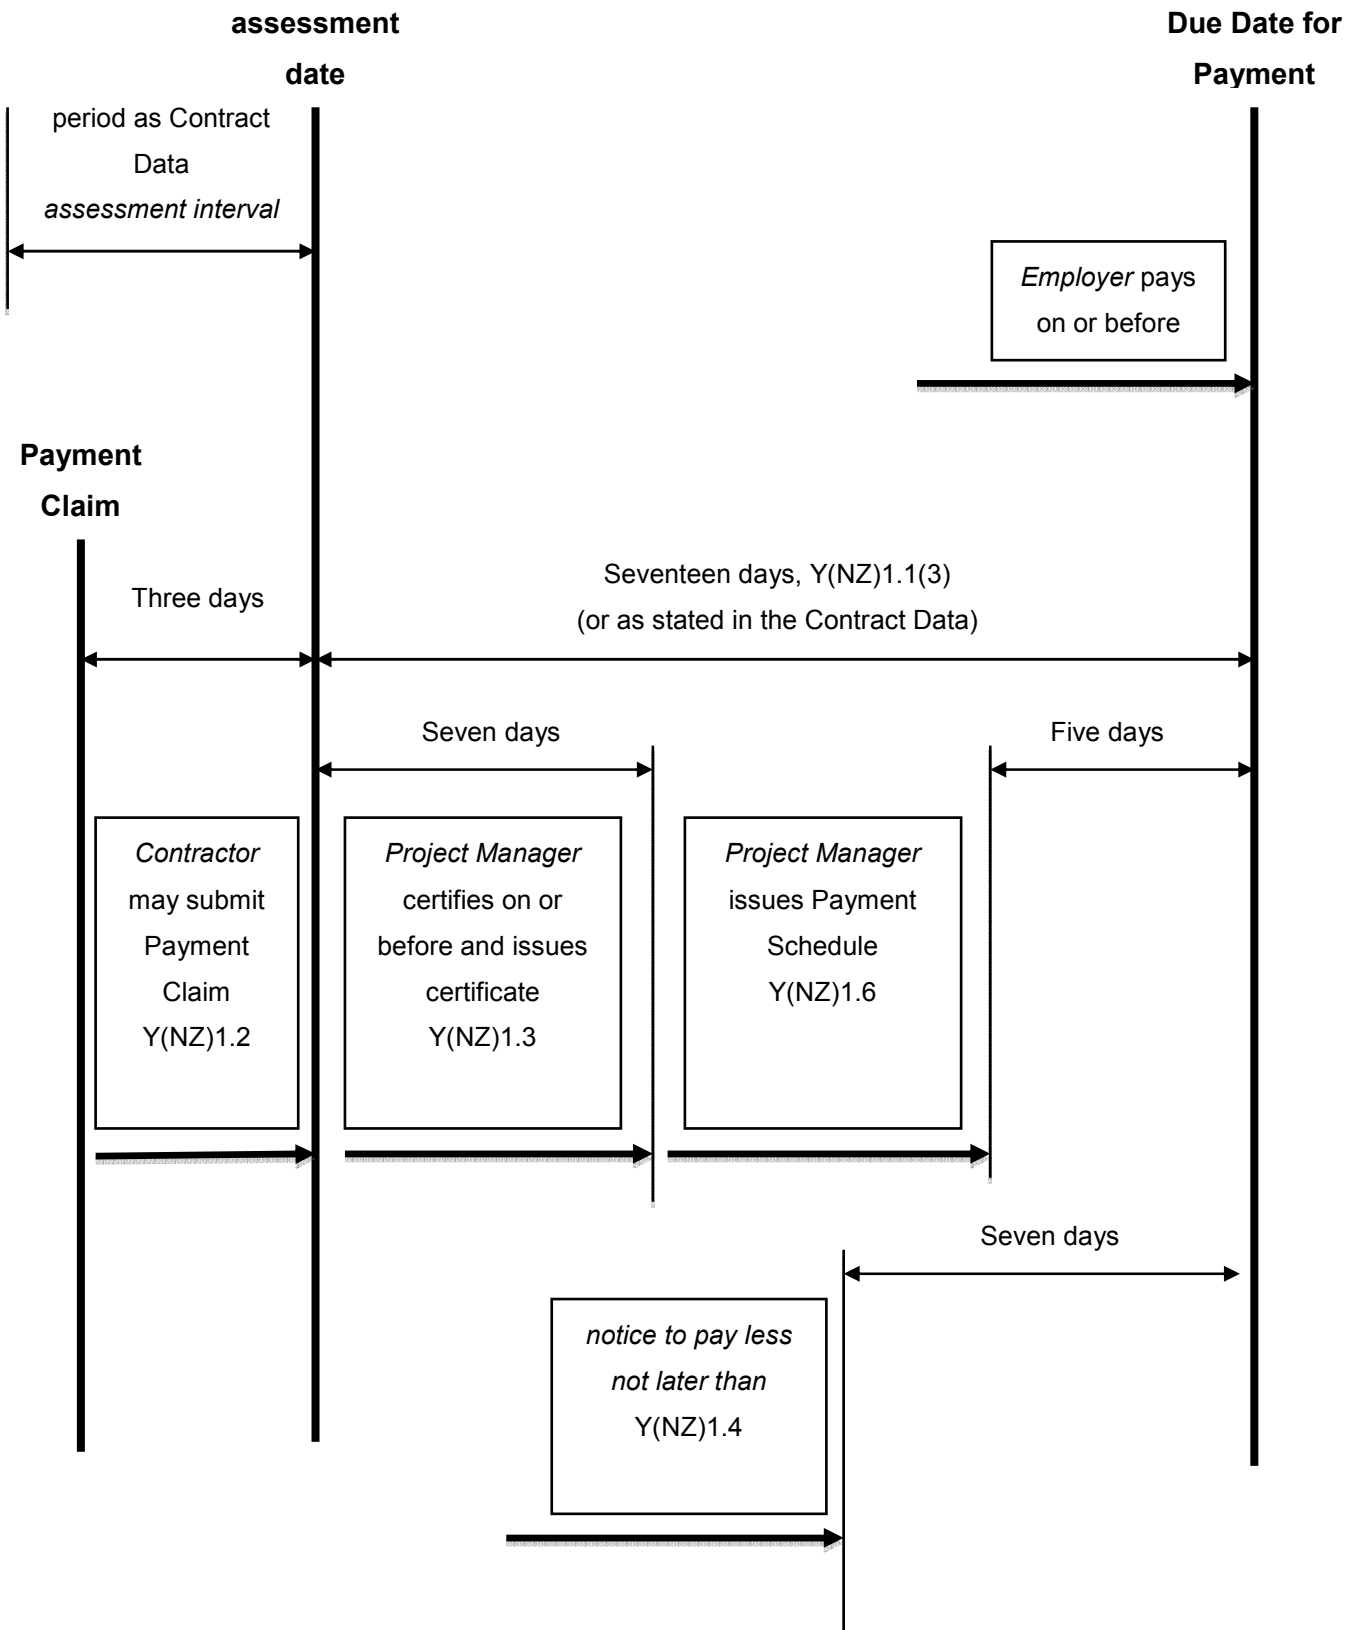 assessment
date
Due Date for
Payment
period as Contract
Data
assessment interval
Employer pays
on or before
Payment
Claim
Three days
Seventeen days, Y(NZ)1.1(3)
(or as stated in the Contract Data)
Seven days
Five days
Contractor
may submit
Payment
Claim
Y(NZ)1.2
Project Manager
certifies on or
before and issues
certificate
Y(NZ)1.3
Project Manager
issues Payment
Schedule
Y(NZ)1.6
Seven days
notice to pay less
not later than
Y(NZ)1.4